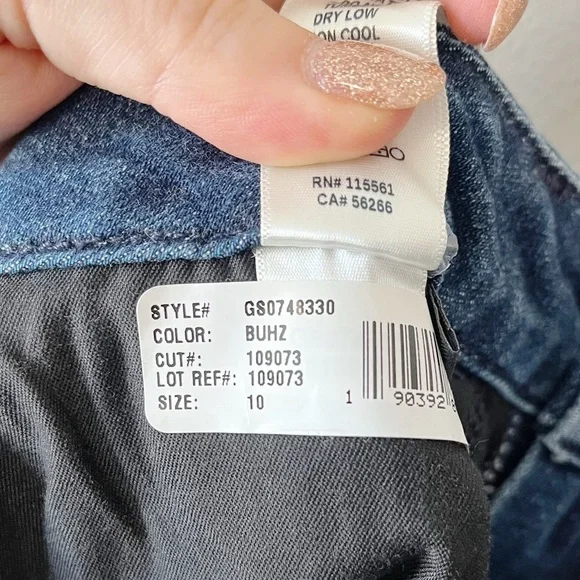 DRY LOW
ON COOL
RN# 115561
CA# 56266
STYLE# GS0748330
COLOR: BUHZ
CUT#: 109073
LOT REF#: 109073
SIZE: 10
1 90392